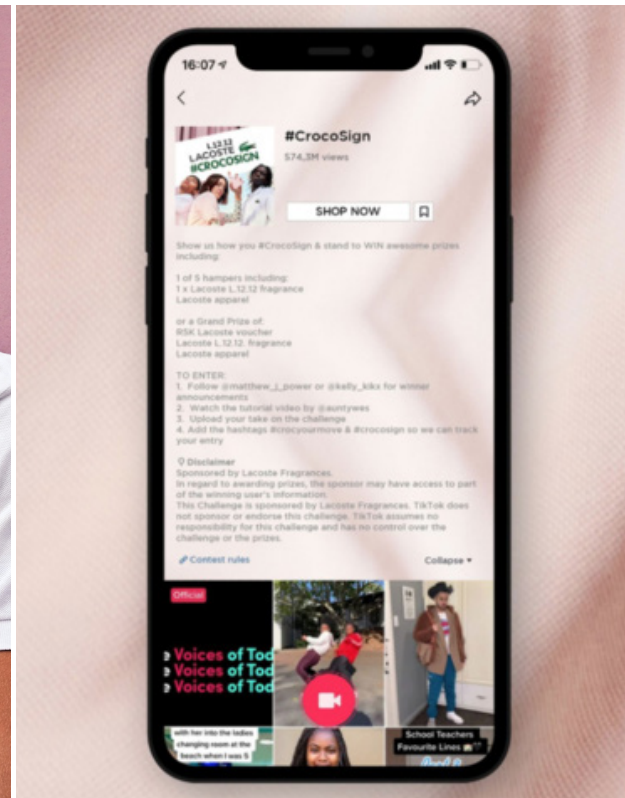 16:07
L.12.12
LACOSTE
#CROCOSIGN
#CrocoSign
574.3M views
SHOP NOW
Show us how you #CrocoSign & stand to WIN awesome prizes
including:
1 of 5 hampers including:
1 x Lacoste L.12.12 fragrance
Lacoste apparel
or a Grand Prize of:
R5K Lacoste voucher
Lacoste L.12.12. fragrance
Lacoste apparel
TO ENTER:
1. Follow @matthew_j_power or @kelly_kikx for winner
announcements
2. Watch the tutorial video by @auntywes
3. Upload your take on the challenge
4. Add the hashtags #crocyourmove & #crocosign so we can track
your entry
Disclaimer
Sponsored by Lacoste Fragrances.
In regard to awarding prizes, the sponsor may have access to part
of the winning user's information.
This Challenge is sponsored by Lacoste Fragrances. TikTok does
not sponsor or endorse this challenge. TikTok assumes no
responsibility for this challenge and has no control over the
challenge or the prizes.
Contest rules
Collapse
Official
e Voices of Tod
e Voices of Tod
e Voices of Tod
with her into the ladies
changing room at the
beach when I was 5
School Teachers
Favourite Lines